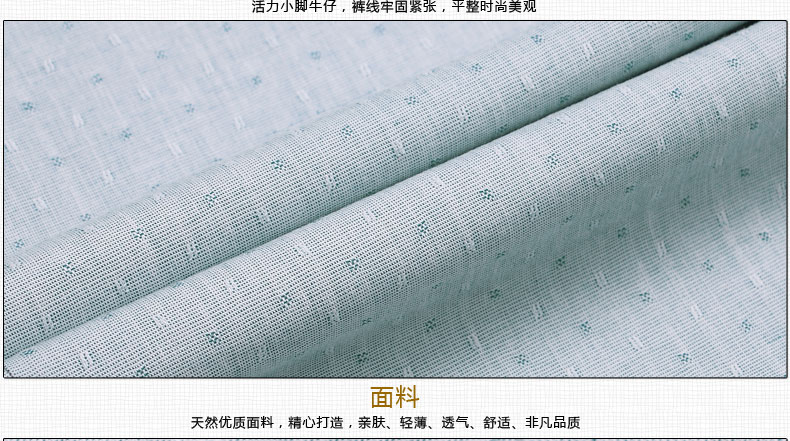 活力小脚牛仔，裤线牢固紧张，平整时尚美观
面料
天然优质面料，精心打造，亲肤、轻薄、透气、舒适、非凡品质